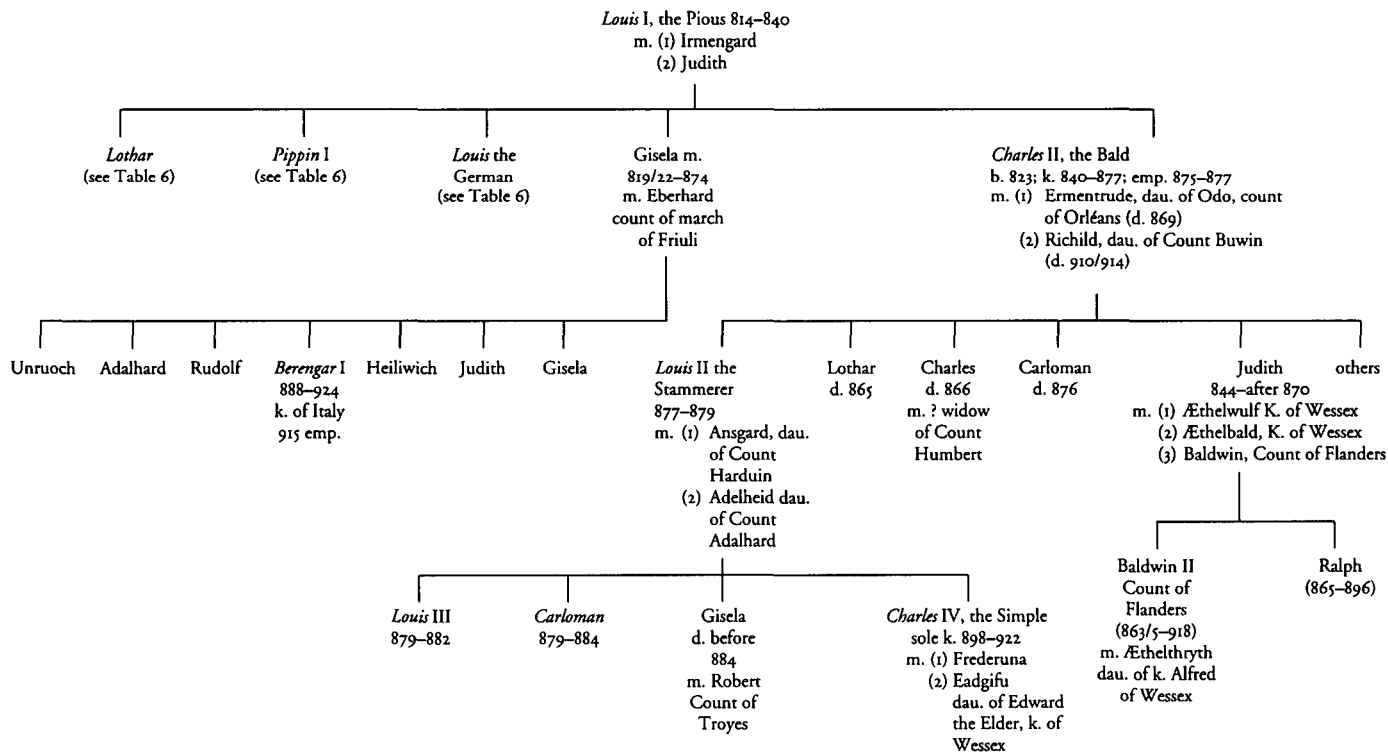 Louis I, the Pious 814–840
m. (1) Irmengard
(2) Judith
Lothar
(see Table 6)
Pippin I
(see Table 6)
Louis the
German
(see Table 6)
Gisela m.
819/22–874
m. Eberhard
count of march
of Friuli
Charles II, the Bald
b. 823; k. 840–877; emp. 875–877
m. (1) Ermentrude, dau. of Odo, count
of Orléans (d. 869)
(2) Richild, dau. of Count Buwin
(d. 910/914)
Unruoch
Adalhard
Rudolf
Berengar I
888–924
k. of Italy
915 emp.
Heiliwich
Judith
Gisela
Louis II the
Stammerer
877–879
m. (1) Ansgard, dau.
of Count
Harduin
(2) Adelheid dau.
of Count
Adalhard
Lothar
d. 865
Charles
d. 866
m. ? widow
of Count
Humbert
Carloman
d. 876
Judith
844–after 870
m. (1) Æthelwulf K. of Wessex
(2) Æthelbald, K. of Wessex
(3) Baldwin, Count of Flanders
others
Louis III
879–882
Carloman
879–884
Gisela
d. before
884
m. Robert
Count of
Troyes
Charles IV, the Simple
sole k. 898–922
m. (1) Frederuna
(2) Eadgifu
dau. of Edward
the Elder, k. of
Wessex
Baldwin II
Count of
Flanders
(863/5–918)
m. Æthelthryth
dau. of k. Alfred
of Wessex
Ralph
(865–896)